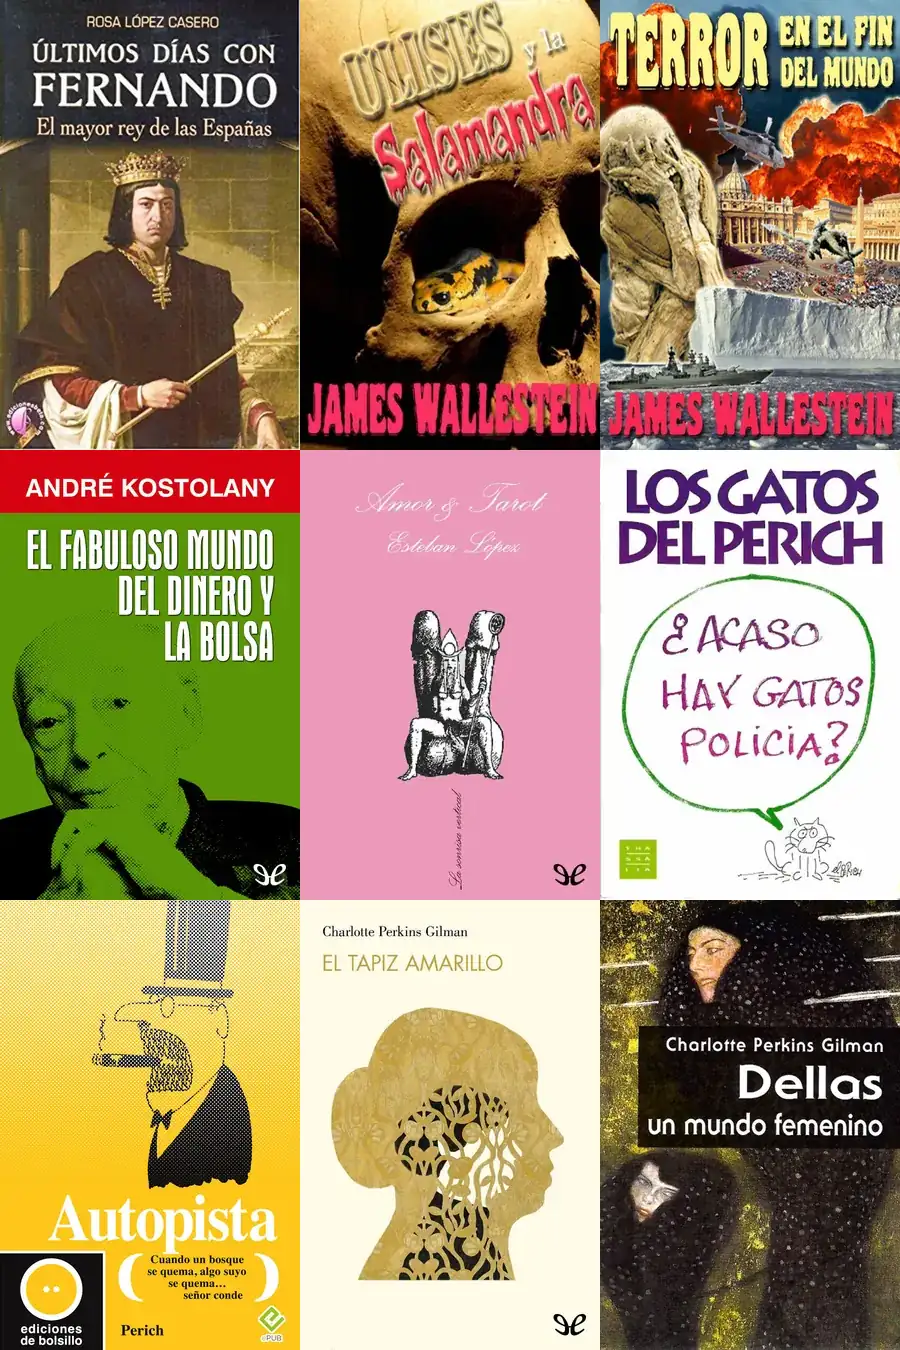 ROSA LÓPEZ CASERO
ÚLTIMOS DÍAS CON
FERNANDO
El mayor rey de las Españas
ULISES
y la
Salamandra
JAMES WALLESTEIN
TERROR
EN EL FIN
DEL MUNDO
JAMES WALLESTEIN
ANDRÉ KOSTOLANY
EL FABULOSO MUNDO
DEL DINERO Y
LA BOLSA
Amor & Tarot
Esteban López
La sonrisa vertical
LOS GATOS
DEL PERICH
¿ACASO
HAY GATOS
POLICIA?
THA
SSÀ
LIA
Autopista
(Cuando un bosque
se quema, algo suyo
se quema...
señor conde)
ediciones
de bolsillo
Perich
ePUB
Charlotte Perkins Gilman
EL TAPIZ AMARILLO
Charlotte Perkins Gilman
Dellas
un mundo femenino